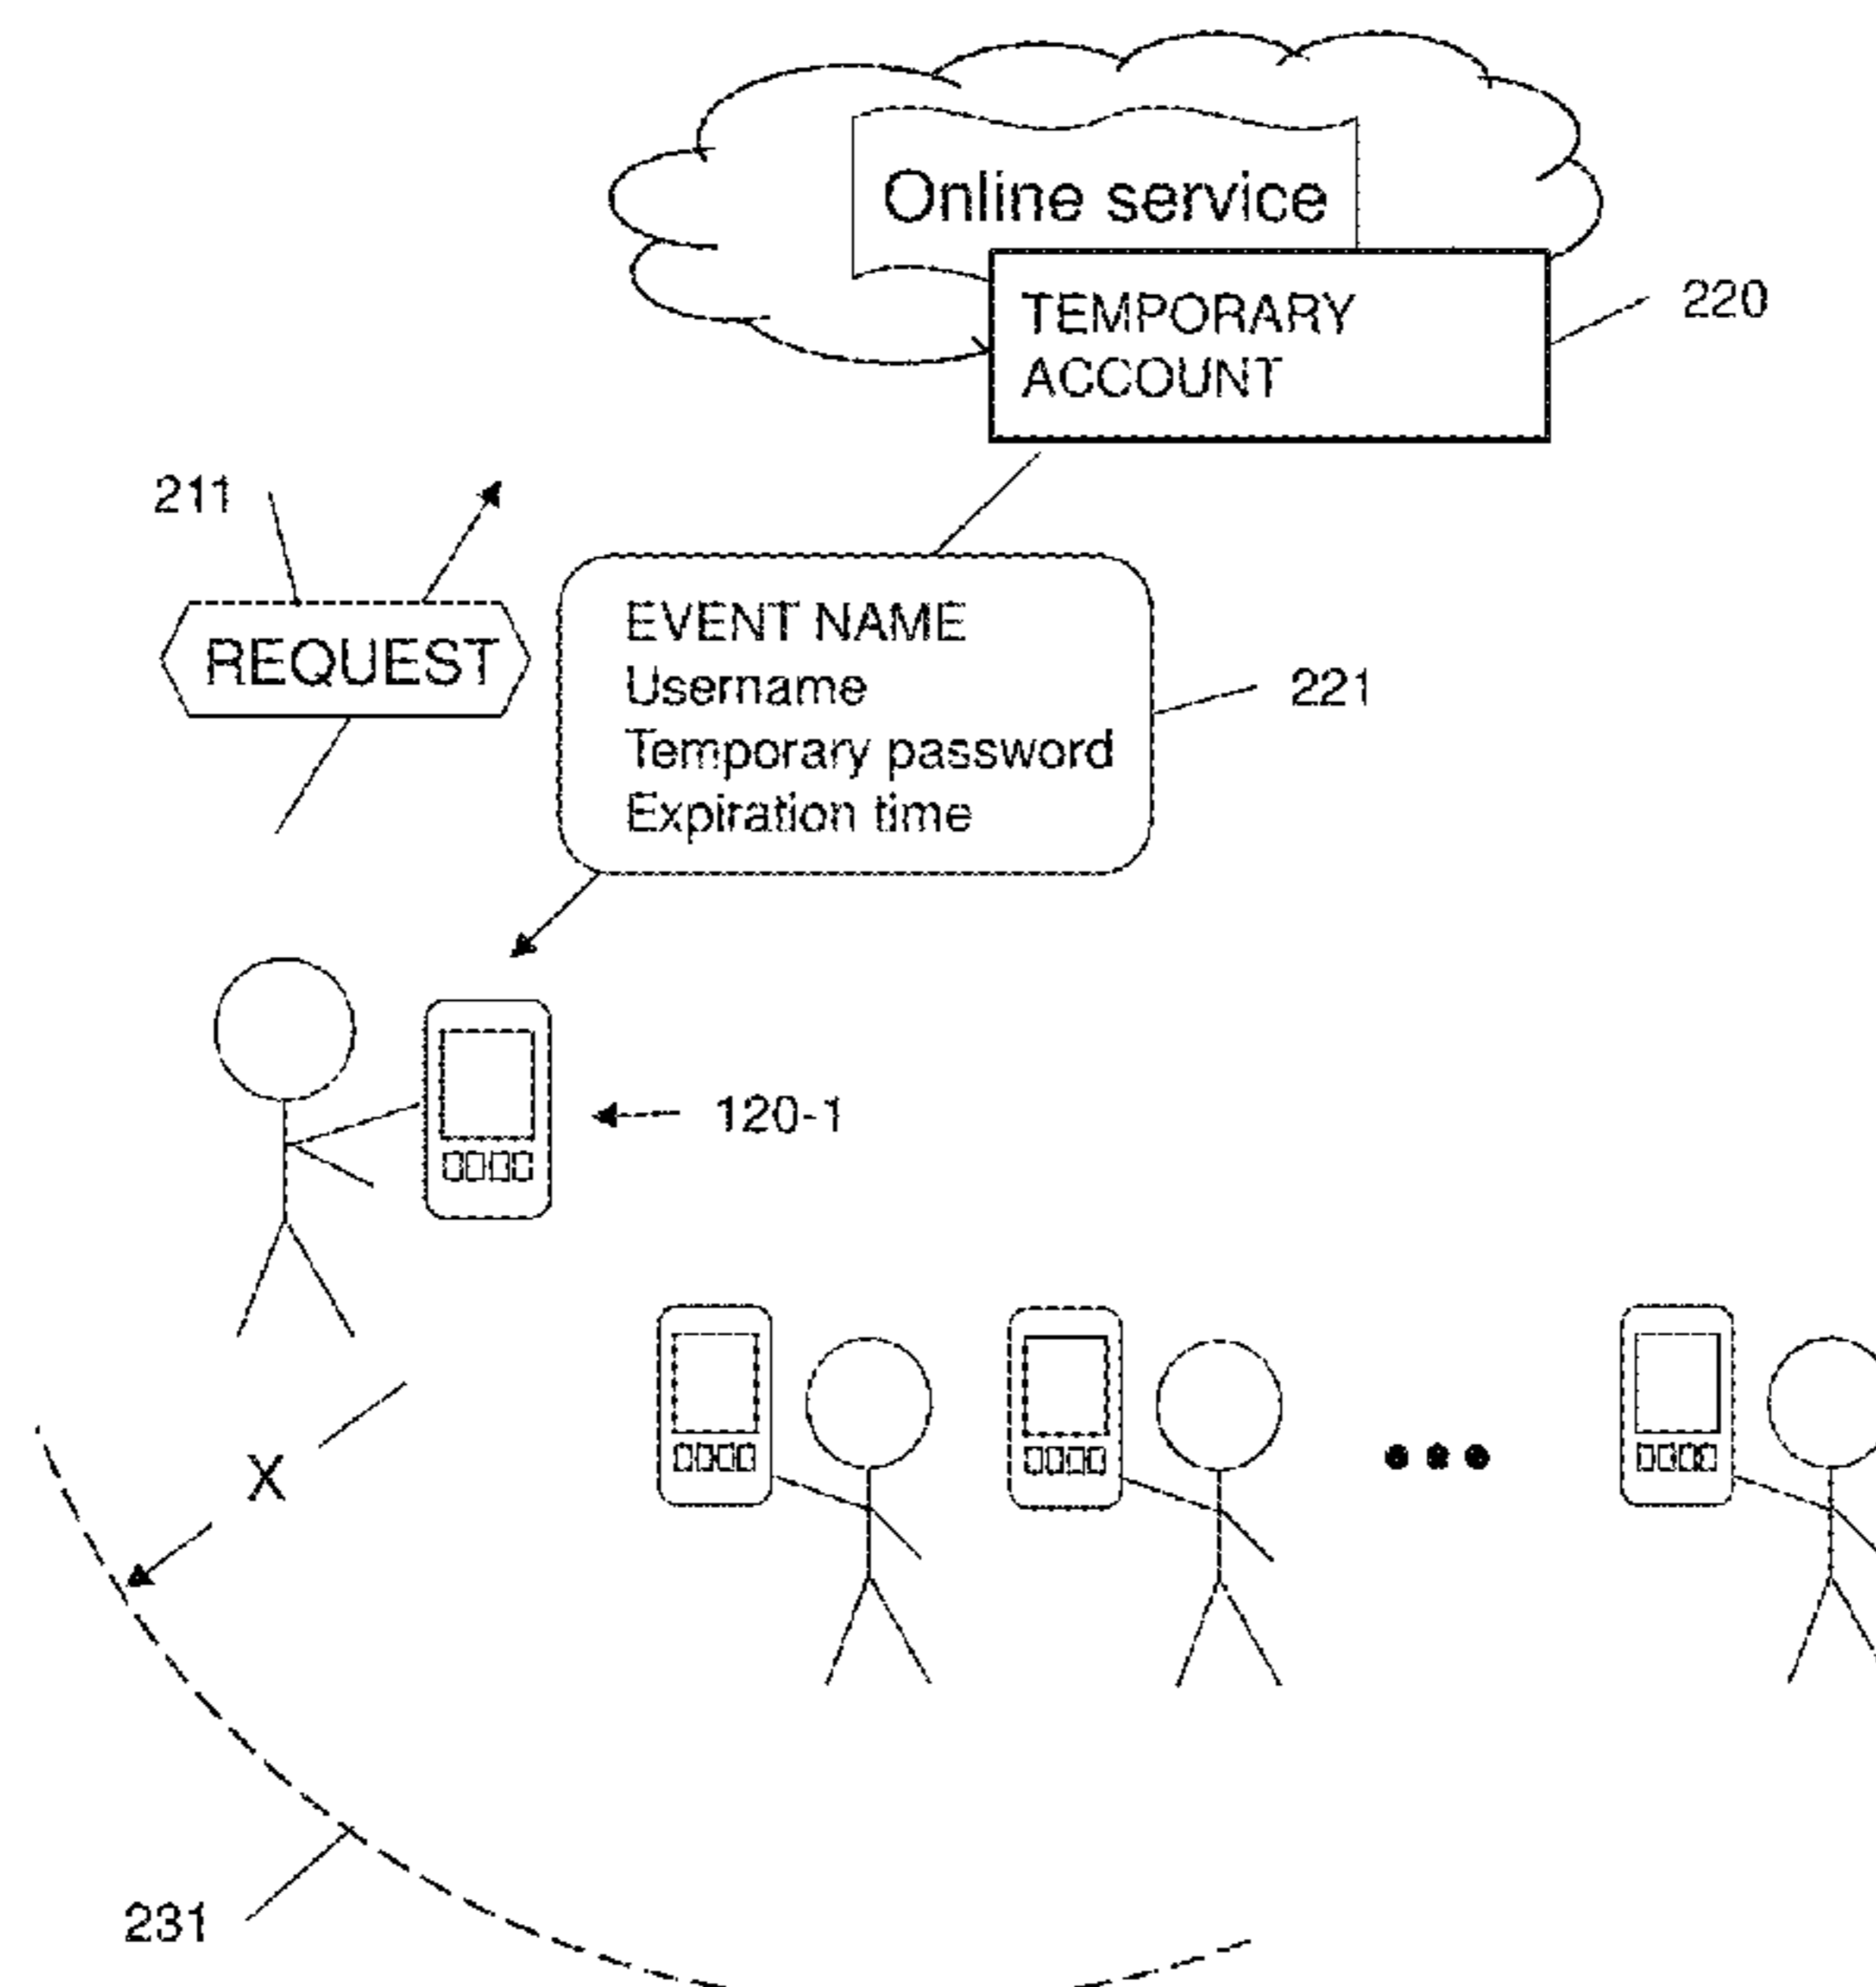 Online service
TEMPORARY
ACCOUNT
220
211
REQUEST
EVENT NAME
Username
Temporary password
Expiration time
221
120-1
X
231